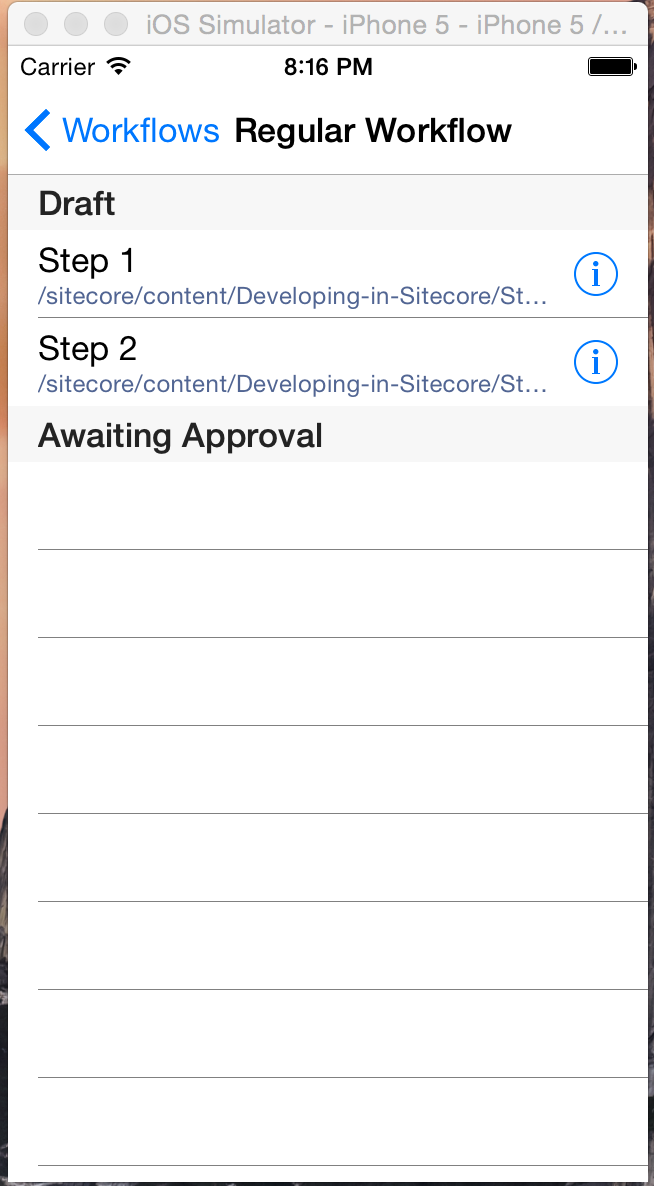 iOS Simulator - iPhone 5 - iPhone 5 /...
Carrier 8:16 PM
Workflows Regular Workflow
Draft
Step 1
/sitecore/content/Developing-in-Sitecore/St...
Step 2
/sitecore/content/Developing-in-Sitecore/St...
Awaiting Approval